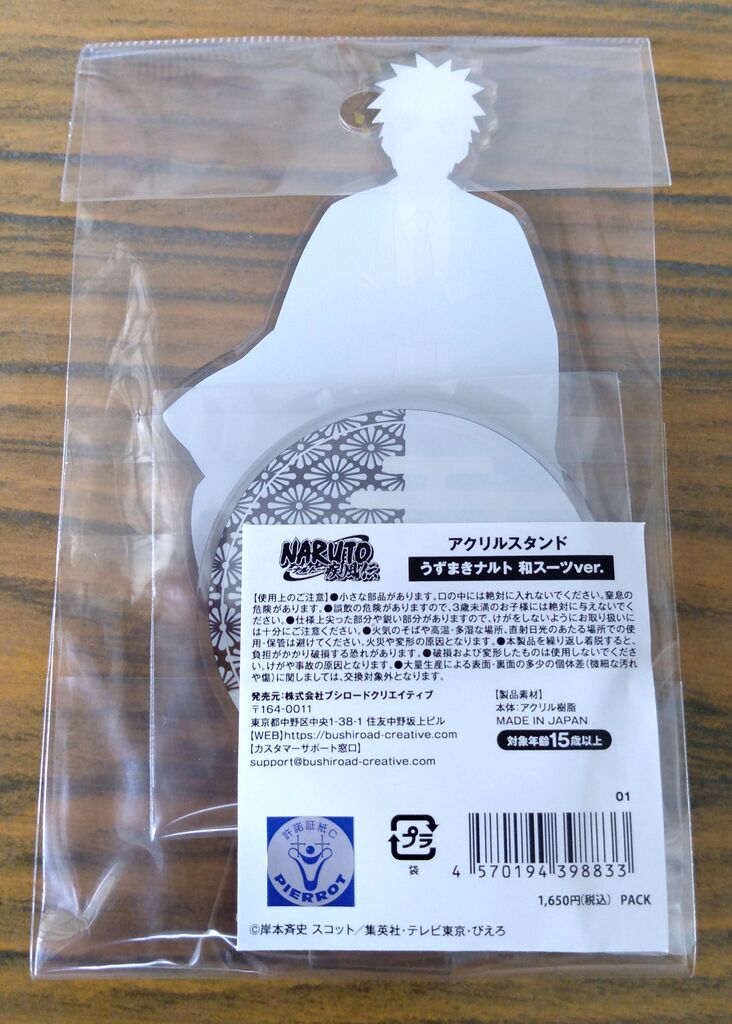 NARUTO
-ナルト-
疾風伝
アクリルスタンド
うずまきナルト 和スーツver.
【使用上のご注意】●小さな部品があります。口の中には絶対に入れないでください。窒息の
危険があります。●誤飲の危険がありますので、3歳未満のお子様には絶対に与えないでく
ださい。●仕様上尖った部分や鋭い部分がありますので、けがをしないようにお取り扱いに
は十分にご注意ください。●火気のそばや高温・多湿な場所、直射日光のあたる場所での使
用・保管は避けてください。火災や変形の原因となります。●本製品を繰り返し着脱すると、
負担がかかり破損する恐れがあります。●破損および変形したものは使用しないでくださ
い。けがや事故の原因となります。●大量生産による表面・裏面の多少の個体差(微細な汚れ
や傷)に関しましては、交換対象外となります。
発売元:株式会社ブシロードクリエイティブ
〒164-0011
東京都中野区中央1-38-1 住友中野坂上ビル
【WEB】https://bushiroad-creative.com
【カスタマーサポート窓口】
support@bushiroad-creative.com
【製品素材】
本体:アクリル樹脂
MADE IN JAPAN
対象年齢15歳以上
01
許諾証紙C
PIERROT
プラ
袋
4 570194 398833
1,650円(税込) PACK
©岸本斉史 スコット/集英社・テレビ東京・ぴえろ